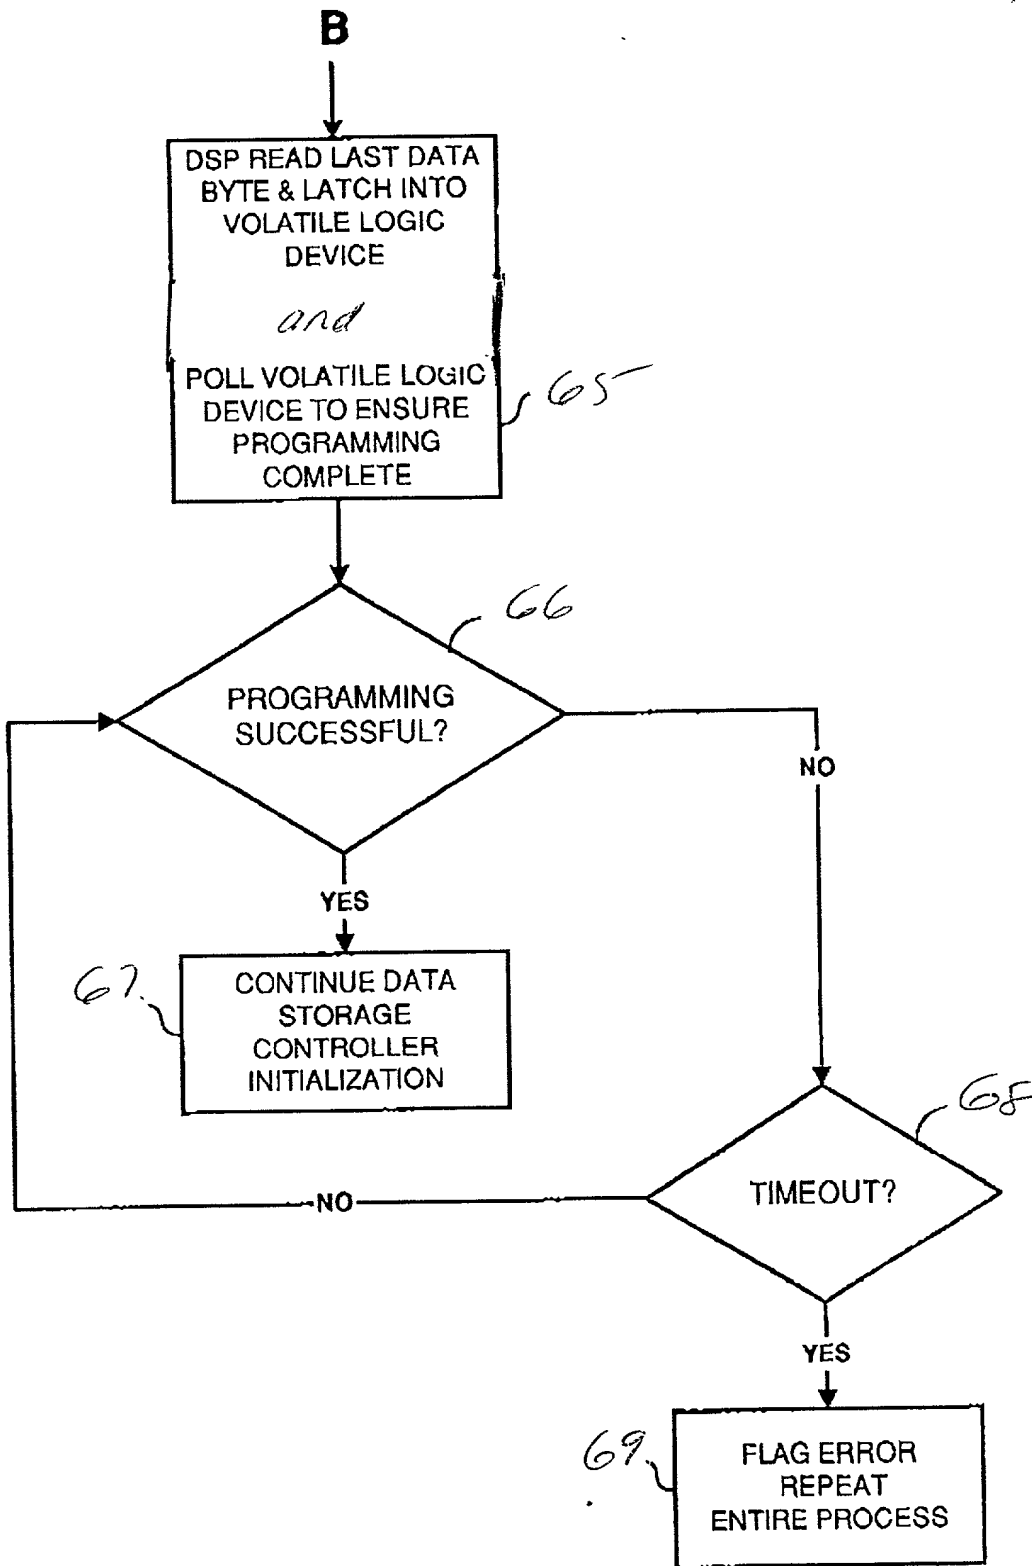 B
DSP READ LAST DATA
BYTE & LATCH INTO
VOLATILE LOGIC
DEVICE
and
POLL VOLATILE LOGIC
DEVICE TO ENSURE
PROGRAMMING
COMPLETE
65
66
PROGRAMMING
SUCCESSFUL?
NO
YES
67
CONTINUE DATA
STORAGE
CONTROLLER
INITIALIZATION
68
TIMEOUT?
NO
YES
69
FLAG ERROR
REPEAT
ENTIRE PROCESS